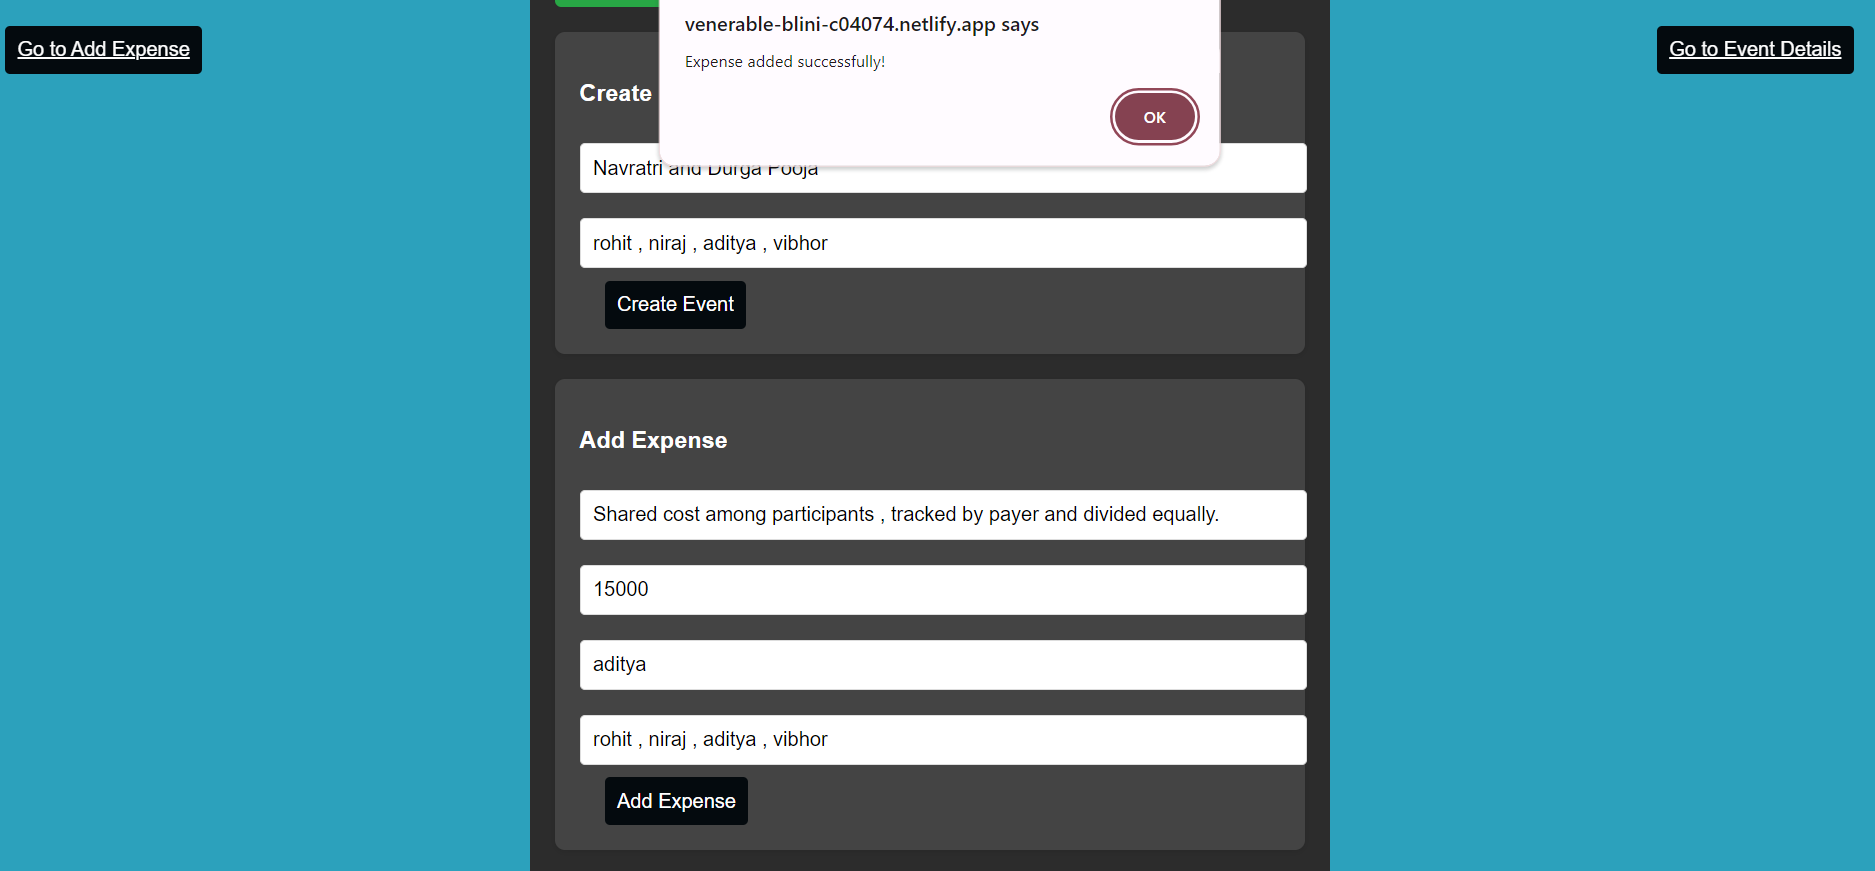 venerable-blini-c04074.netlify.app says
Expense added successfully!
OK
Go to Add Expense
Go to Event Details
Create
Navratri and Durga Pooja
rohit , niraj , aditya , vibhor
Create Event
Add Expense
Shared cost among participants , tracked by payer and divided equally.
15000
aditya
rohit , niraj , aditya , vibhor
Add Expense